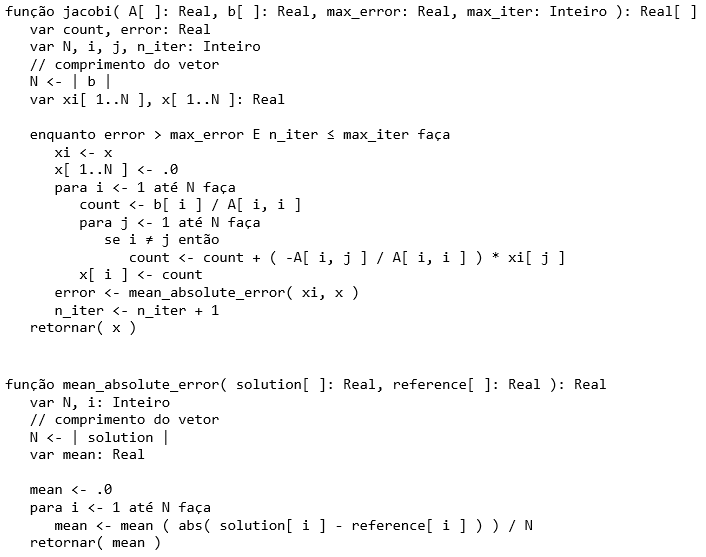 função jacobi( A[ ]: Real, b[ ]: Real, max_error: Real, max_iter: Inteiro ): Real[ ]
   var count, error: Real
   var N, i, j, n_iter: Inteiro
   // comprimento do vetor
   N <- | b |
   var xi[ 1..N ], x[ 1..N ]: Real

   enquanto error > max_error E n_iter ≤ max_iter faça
      xi <- x
      x[ 1..N ] <- .0
      para i <- 1 até N faça
         count <- b[ i ] / A[ i, i ]
         para j <- 1 até N faça
            se i ≠ j então
               count <- count + ( -A[ i, j ] / A[ i, i ] ) * xi[ j ]
         x[ i ] <- count
      error <- mean_absolute_error( xi, x )
      n_iter <- n_iter + 1
   retornar( x )


função mean_absolute_error( solution[ ]: Real, reference[ ]: Real ): Real
   var N, i: Inteiro
   // comprimento do vetor
   N <- | solution |
   var mean: Real

   mean <- .0
   para i <- 1 até N faça
      mean <- mean ( abs( solution[ i ] - reference[ i ] ) ) / N
   retornar( mean )